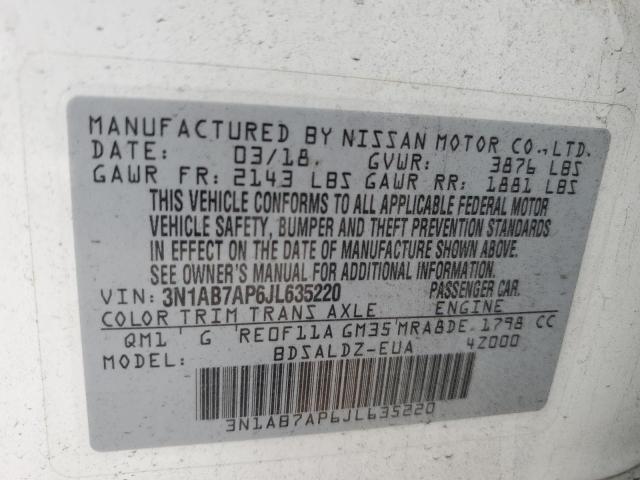 MANUFACTURED BY NISSAN MOTOR CO.,LTD.
DATE: 03/18 GVWR: 3876 LBS
GAWR FR: 2143 LBS GAWR RR: 1881 LBS
THIS VEHICLE CONFORMS TO ALL APPLICABLE FEDERAL MOTOR
VEHICLE SAFETY, BUMPER AND THEFT PREVENTION STANDARDS
IN EFFECT ON THE DATE OF MANUFACTURE SHOWN ABOVE.
SEE OWNER'S MANUAL FOR ADDITIONAL INFORMATION.
VIN: 3N1AB7AP6JL635220 PASSENGER CAR.
COLOR TRIM TRANS AXLE ENGINE
QM1 G RE0F11A GM35 MRA8DE 1798 CC
MODEL: BDSALDZ-EUA 4Z000
3N1AB7AP6JL635220